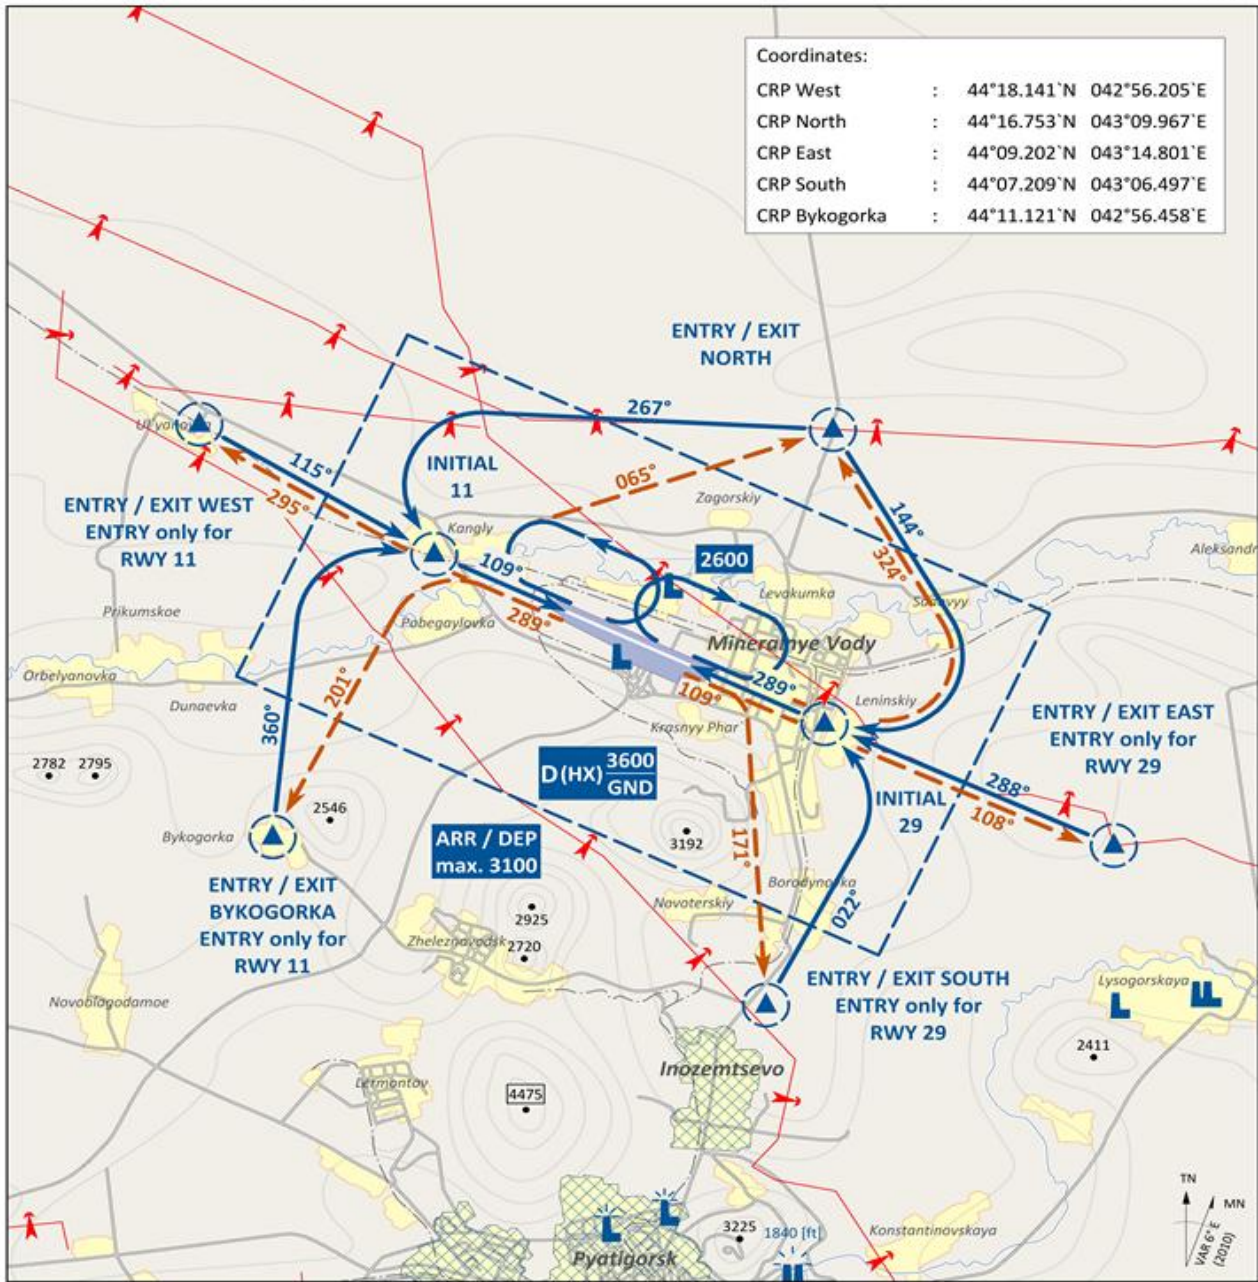 Coordinates:
CRP West : 44°18.141`N 042°56.205`E
CRP North : 44°16.753`N 043°09.967`E
CRP East : 44°09.202`N 043°14.801`E
CRP South : 44°07.209`N 043°06.497`E
CRP Bykogorka : 44°11.121`N 042°56.458`E
ENTRY / EXIT
NORTH
267°
115°
INITIAL
11
065°
295°
ENTRY / EXIT WEST
ENTRY only for
RWY 11
Zagorskiy
144°
Kangly
324°
Aleksandr
109°
2600
Levokumka
Prikumskoe
Pobegaylovka
289°
Mineralnye Vody
Orbelyanovka
201°
289°
109°
Leninskiy
Dunaevka
360°
Krasnyy Phar
ENTRY / EXIT EAST
ENTRY only for
RWY 29
2782
2795
D(HX) 3600
GND
288°
108°
INITIAL
29
2546
Bykogorka
ARR / DEP
max. 3100
3192
171°
ENTRY / EXIT
BYKOGORKA
ENTRY only for
RWY 11
Borodynovka
022°
Novoterskiy
2925
2720
Zheleznovodsk
ENTRY / EXIT SOUTH
ENTRY only for
RWY 29
Lysogorskaya
Novoblagodarnoe
2411
Inozemtsevo
Lermontov
4475
3225
1840 [ft]
Konstantinovskaya
Pyatigorsk
TN
MN
VAR 6° E
(2010)